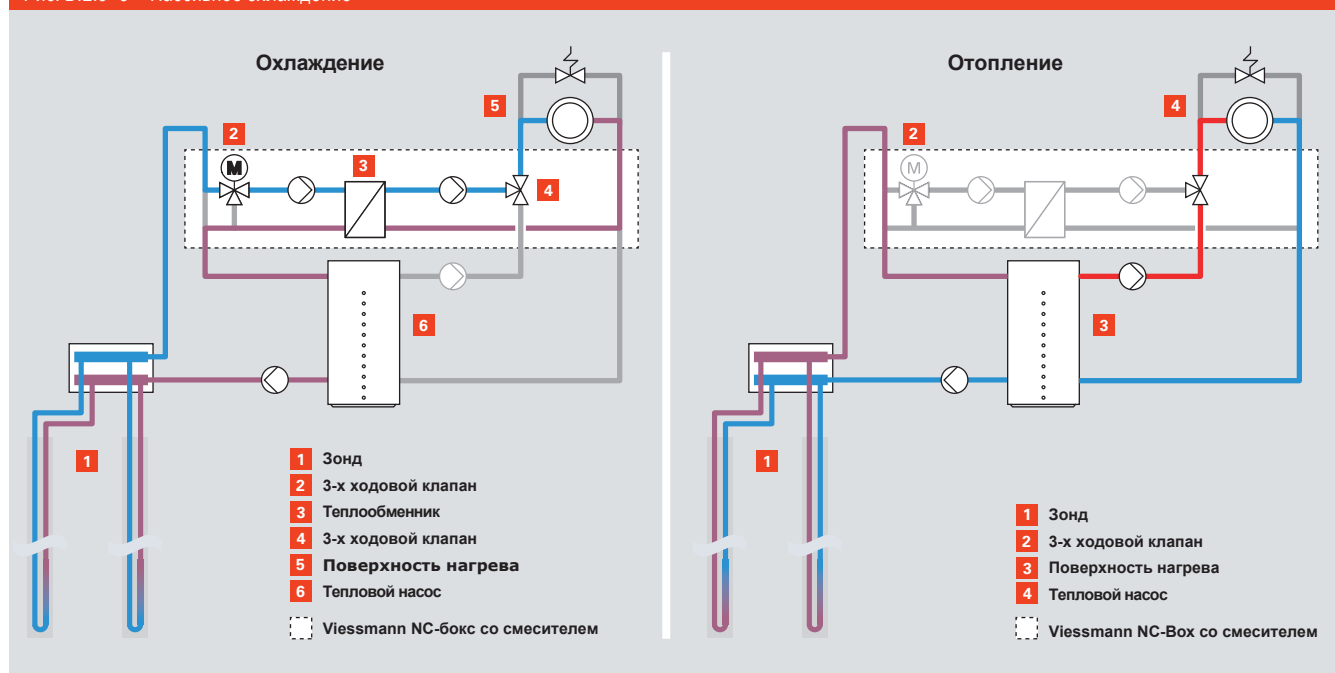 Охлаждение
5
2
M
3
4
6
1
1 Зонд
2 3-х ходовой клапан
3 Теплообменник
4 3-х ходовой клапан
5 Поверхность нагрева
6 Тепловой насос
Viessmann NC-бокс со смесителем
Отопление
4
2
M
3
1
1 Зонд
2 3-х ходовой клапан
3 Поверхность нагрева
4 Тепловой насос
Viessmann NC-Box со смесителем